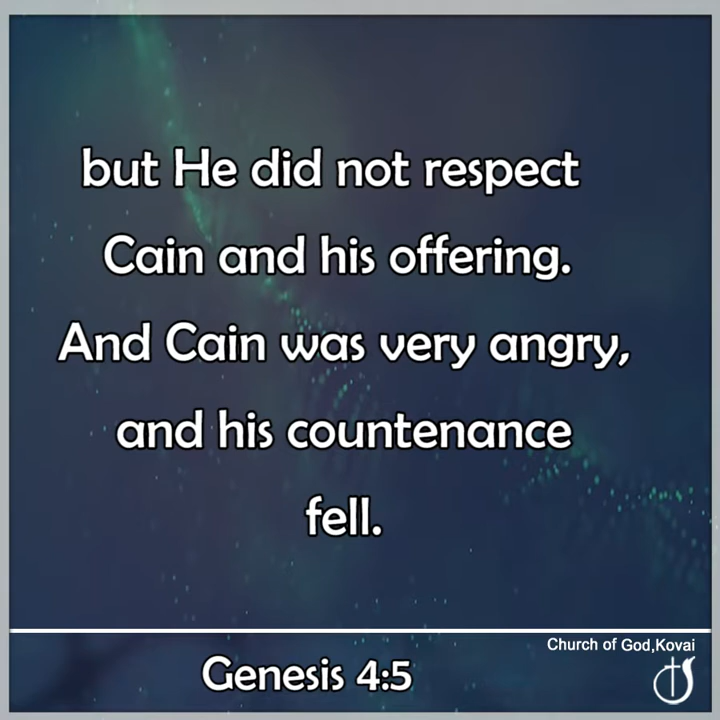 but He did not respect
Cain and his offering.
And Cain was very angry,
and his countenance
fell.
Church of God,Kovai
Genesis 4:5